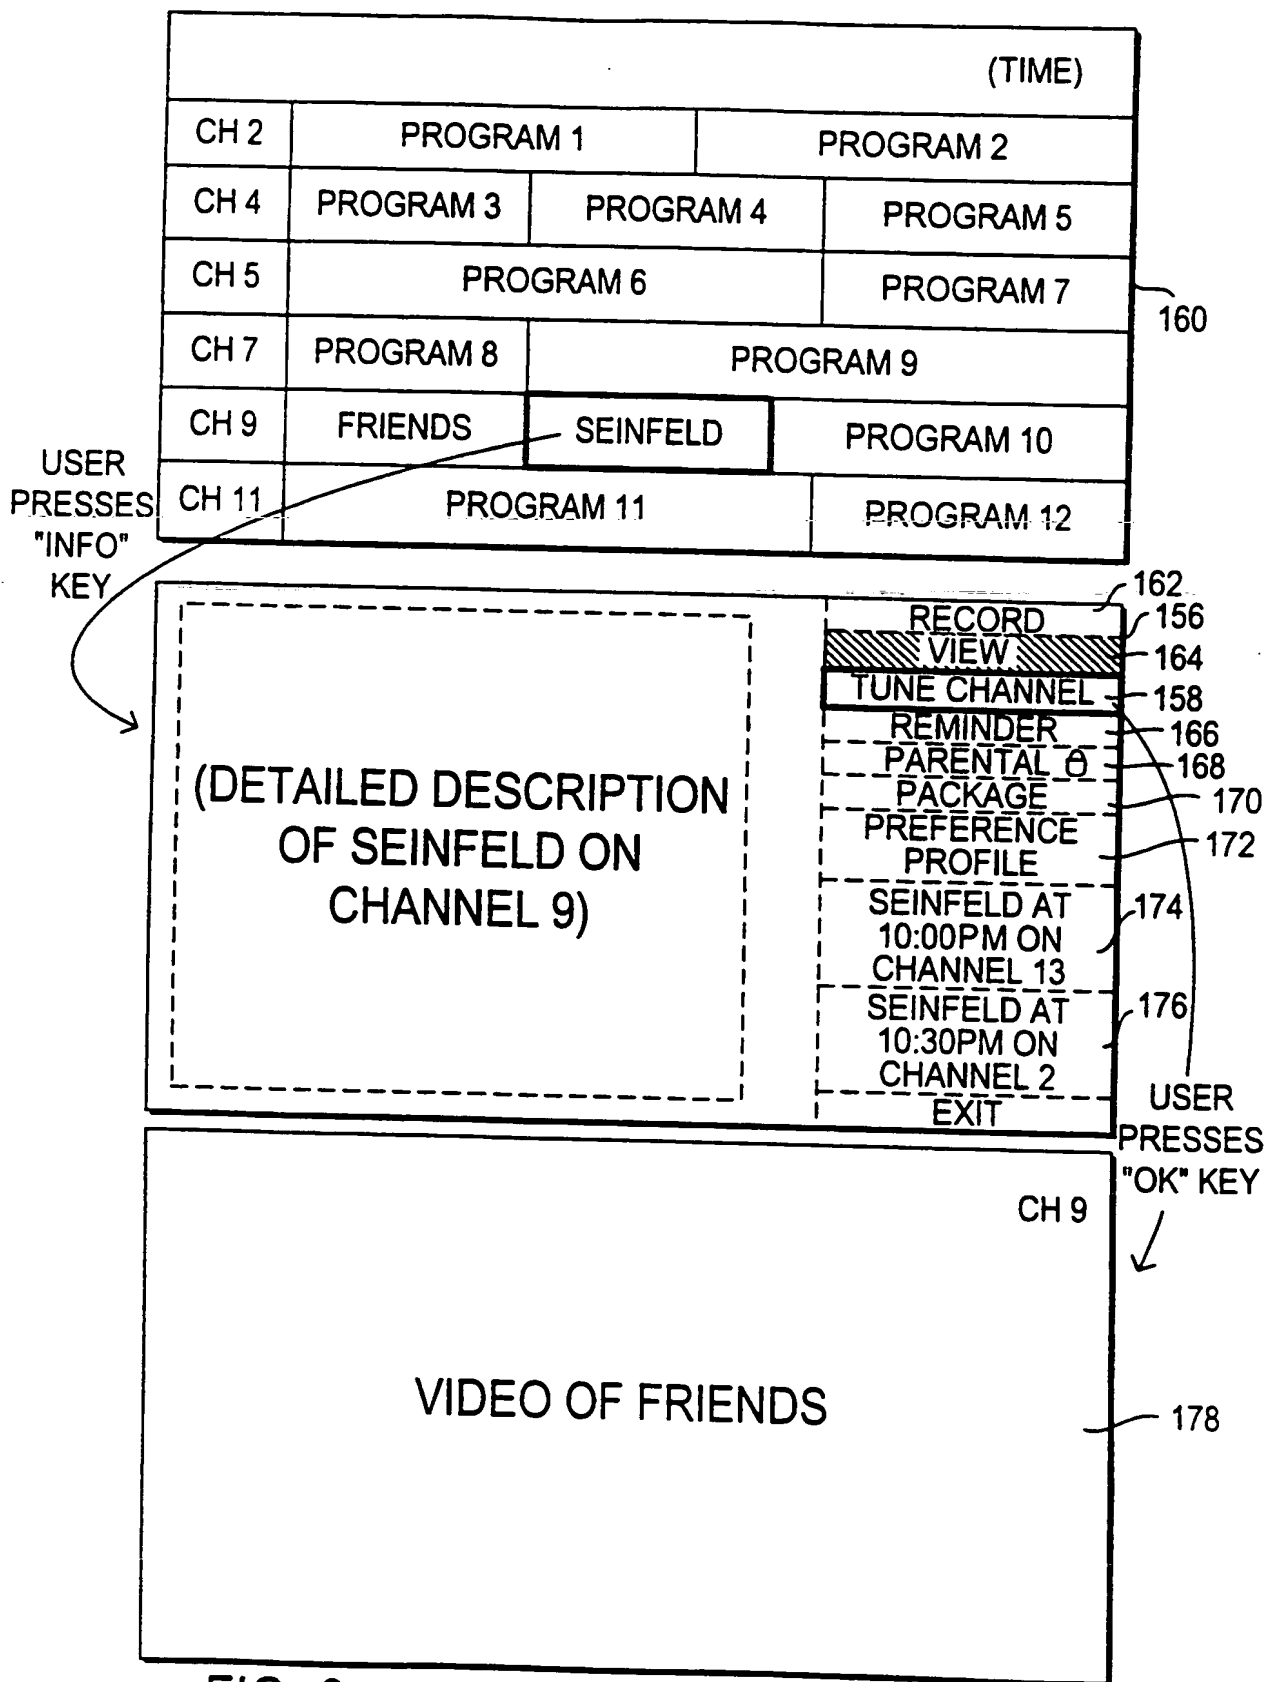 (TIME)
CH 2 PROGRAM 1 PROGRAM 2
CH 4 PROGRAM 3 PROGRAM 4 PROGRAM 5
CH 5 PROGRAM 6 PROGRAM 7
160
CH 7 PROGRAM 8 PROGRAM 9
CH 9 FRIENDS SEINFELD PROGRAM 10
CH 11 PROGRAM 11 PROGRAM 12
USER
PRESSES
"INFO"
KEY
(DETAILED DESCRIPTION
OF SEINFELD ON
CHANNEL 9)
162
RECORD
156
VIEW 164
TUNE CHANNEL 158
REMINDER 166
PARENTAL 168
PACKAGE 170
PREFERENCE
PROFILE
172
SEINFELD AT
10:00PM ON
CHANNEL 13
174
SEINFELD AT
10:30PM ON
CHANNEL 2
176
EXIT
USER
PRESSES
"OK" KEY
CH 9
VIDEO OF FRIENDS
178